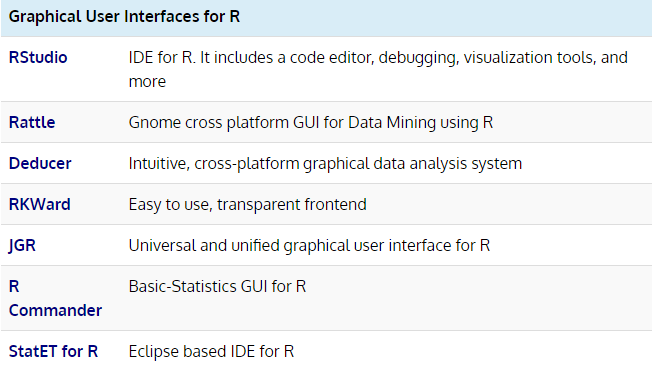 Graphical User Interfaces for R
RStudio IDE for R. It includes a code editor, debugging, visualization tools, and
more
Rattle Gnome cross platform GUI for Data Mining using R
Deducer Intuitive, cross-platform graphical data analysis system
RKWard Easy to use, transparent frontend
JGR Universal and unified graphical user interface for R
R Basic-Statistics GUI for R
Commander
StatET for R Eclipse based IDE for R